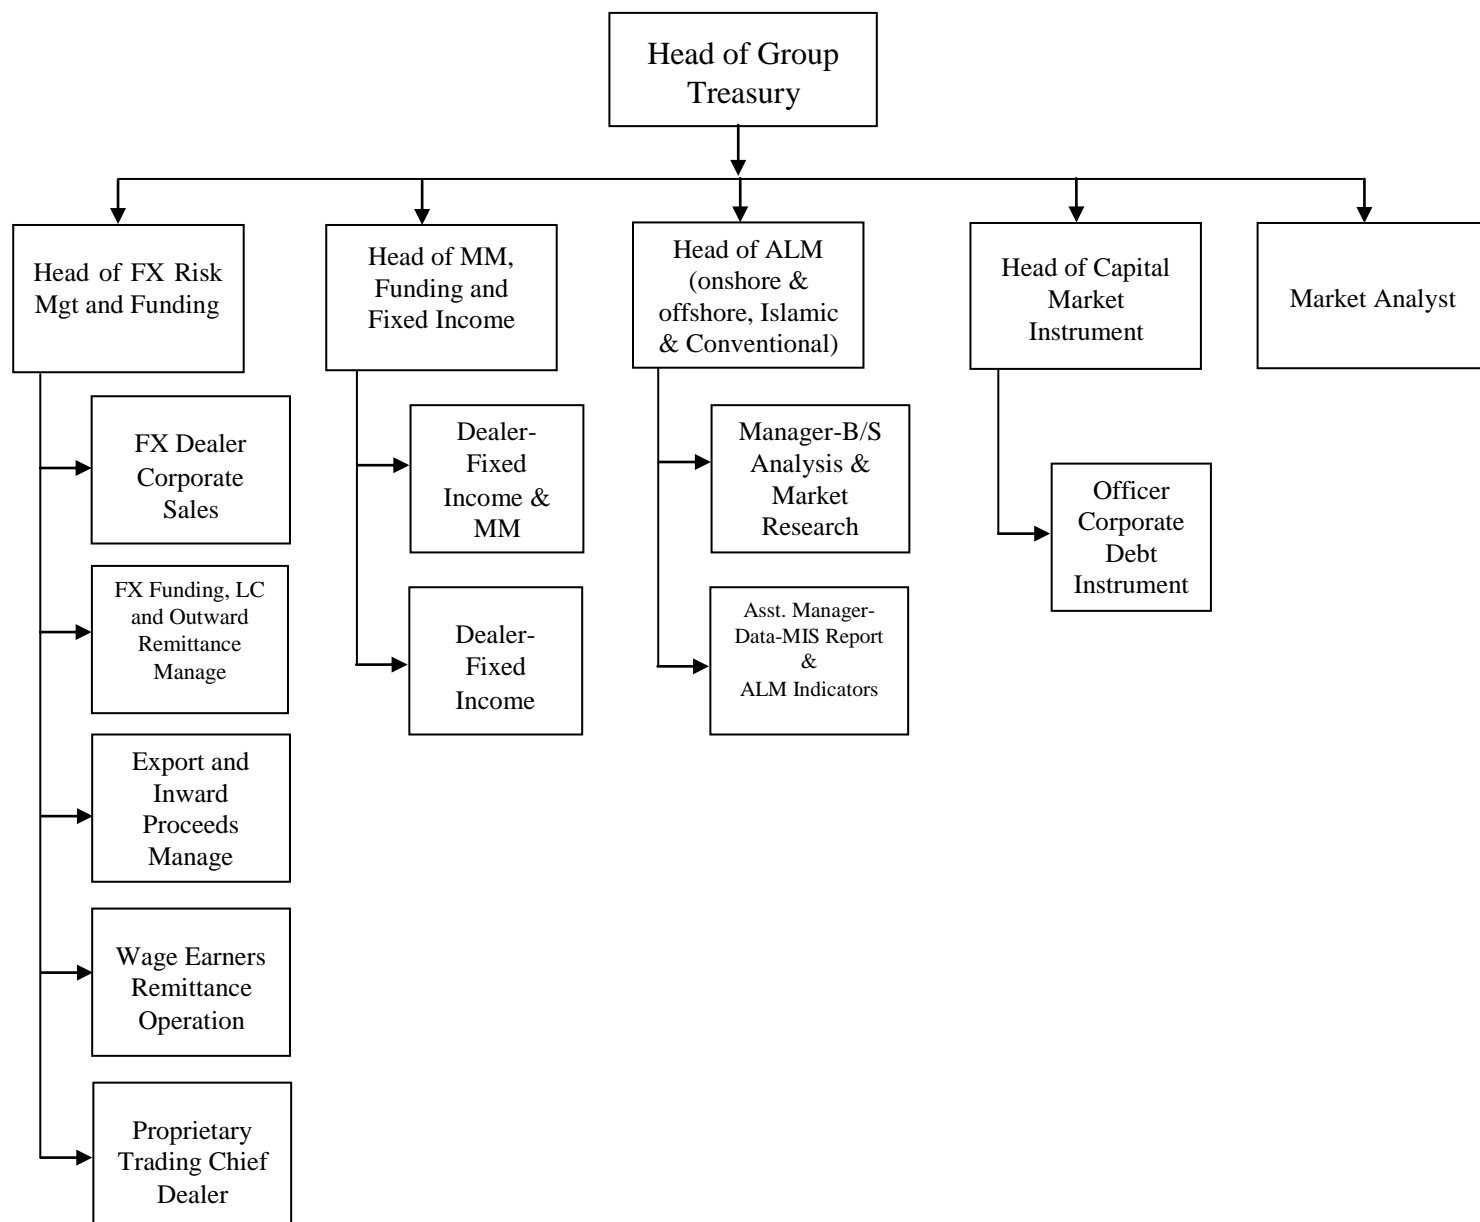 Head of Group
Treasury
Head of FX Risk
Mgt and Funding
Head of MM,
Funding and
Fixed Income
Head of ALM
(onshore &
offshore, Islamic
& Conventional)
Head of Capital
Market
Instrument
Market Analyst
FX Dealer
Corporate
Sales
FX Funding, LC
and Outward
Remittance
Manage
Export and
Inward
Proceeds
Manage
Wage Earners
Remittance
Operation
Proprietary
Trading Chief
Dealer
Dealer-
Fixed
Income &
MM
Dealer-
Fixed
Income
Manager-B/S
Analysis &
Market
Research
Asst. Manager-
Data-MIS Report
&
ALM Indicators
Officer
Corporate
Debt
Instrument